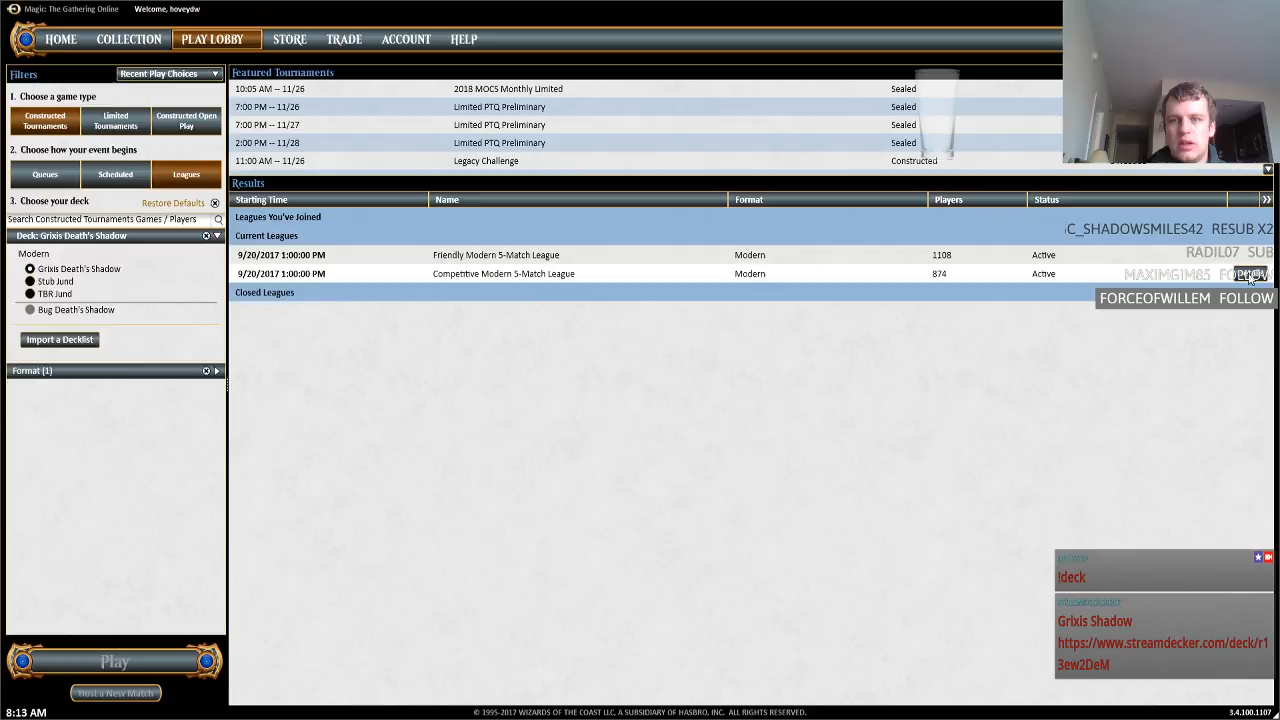 Magic: The Gathering Online Welcome, hoveydw
HOME COLLECTION PLAY LOBBY STORE TRADE ACCOUNT HELP
Filters Recent Play Choices
1. Choose a game type
Constructed Tournaments Limited Tournaments Constructed Open Play
2. Choose how your event begins
Queues Scheduled Leagues
3. Choose your deck Restore Defaults
Search Constructed Tournaments Games / Players
Deck: Grixis Death's Shadow
Modern
Grixis Death's Shadow
Stub Jund
TBR Jund
Bug Death's Shadow
Import a Decklist
Format (1)
Play
Host a New Match
8:13 AM
Featured Tournaments
10:05 AM -- 11/26 2018 MOCS Monthly Limited Sealed
7:00 PM -- 11/26 Limited PTQ Preliminary Sealed
7:00 PM -- 11/27 Limited PTQ Preliminary Sealed
2:00 PM -- 11/28 Limited PTQ Preliminary Sealed
11:00 AM -- 11/26 Legacy Challenge Constructed
Results
Starting Time Name Format Players Status
Leagues You've Joined
Current Leagues
9/20/2017 1:00:00 PM Friendly Modern 5-Match League Modern 1108 Active
9/20/2017 1:00:00 PM Competitive Modern 5-Match League Modern 874 Active
Closed Leagues
C_SHADOWSMILES42 RESUB X2
RADIL07 SUB
MAXIMG1M85 FOLLOW
FORCEOFWILLEM FOLLOW
!deck
Grixis Shadow
https://www.streamdecker.com/deck/r1
3ew2DeM
© 1995-2017 WIZARDS OF THE COAST LLC, A SUBSIDIARY OF HASBRO, INC. ALL RIGHTS RESERVED.
3.4.100.1107